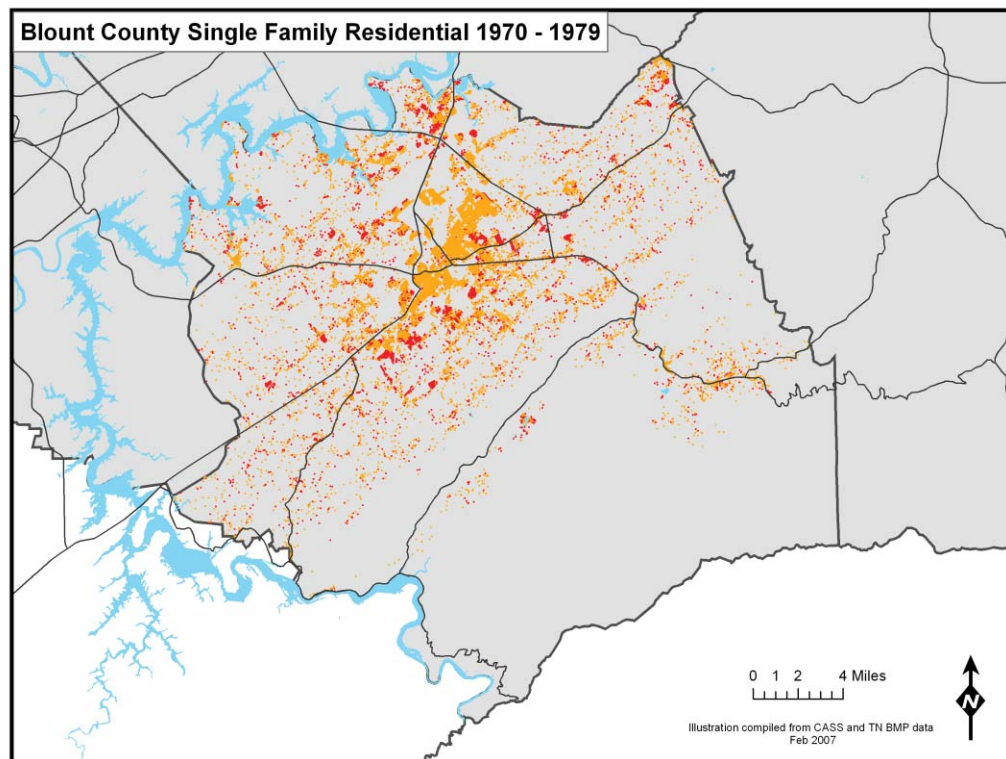 Blount County Single Family Residential 1970 - 1979
0 1 2 4 Miles
N
Illustration compiled from CASS and TN BMP data
Feb 2007